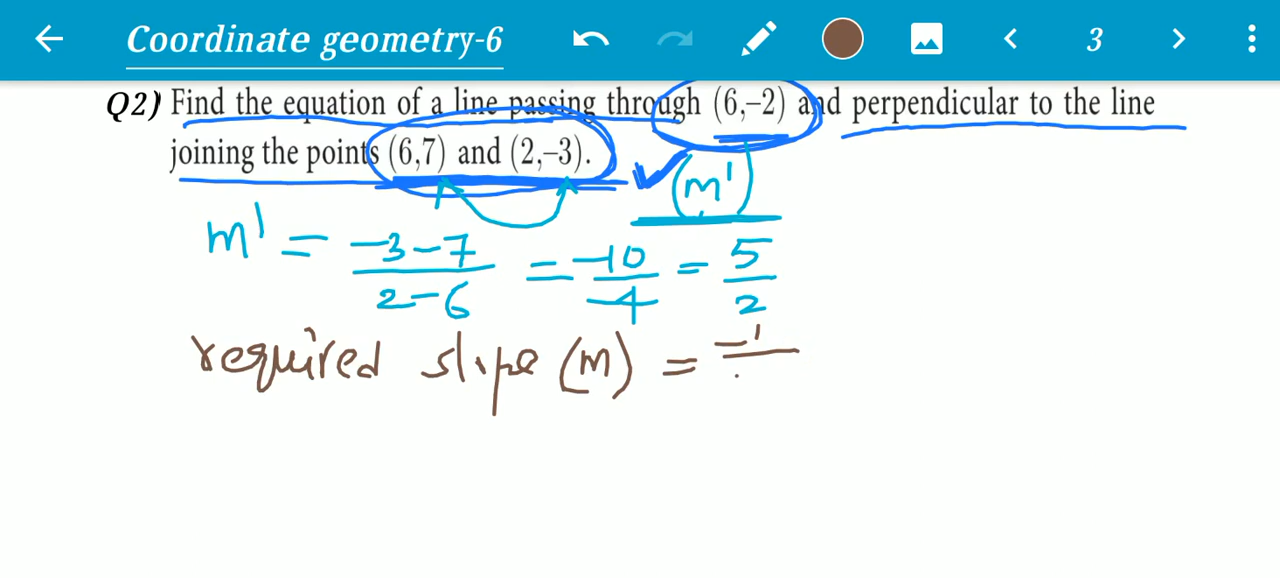 Coordinate geometry-6
3
Q2) Find the equation of a line passing through (6,–2) and perpendicular to the line
joining the points (6,7) and (2,–3).
(m')
m' = -3-7/2-6 = -10/-4 = 5/2
required slope (m) = -1/